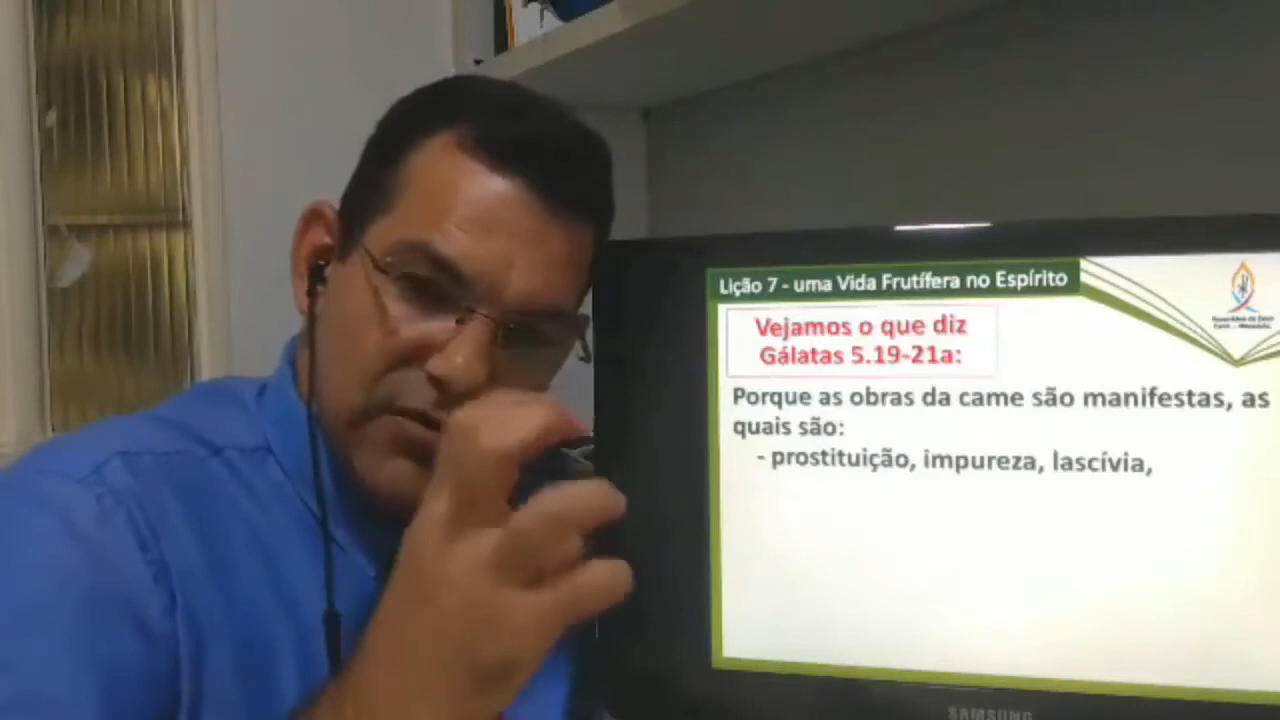 Lição 7 - uma Vida Frutífera no Espírito
Vejamos o que diz
Gálatas 5.19-21a:
Porque as obras da came são manifestas, as
quais são:
- prostituição, impureza, lascívia,
SAMSUNG